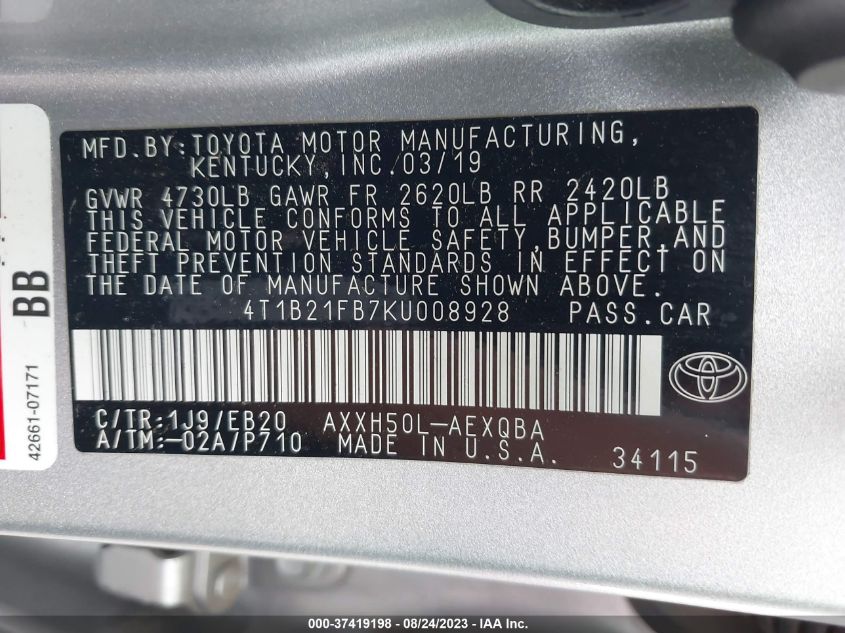 MFD.BY:TOYOTA MOTOR MANUFACTURING,
KENTUCKY,INC.03/19
GVWR 4730LB GAWR FR 2620LB RR 2420LB
THIS VEHICLE CONFORMS TO ALL APPLICABLE
FEDERAL MOTOR VEHICLE SAFETY,BUMPER,AND
THEFT PREVENTION STANDARDS IN EFFECT ON
THE DATE OF MANUFACTURE SHOWN ABOVE.
4T1B21FB7KU008928 PASS.CAR
C/TR:1J9/EB20 AXXH50L-AEXQBA
A/TM:-02A/P710 MADE IN U.S.A. 34115
BB
42661-07171
000-37419198 - 08/24/2023 - IAA Inc.